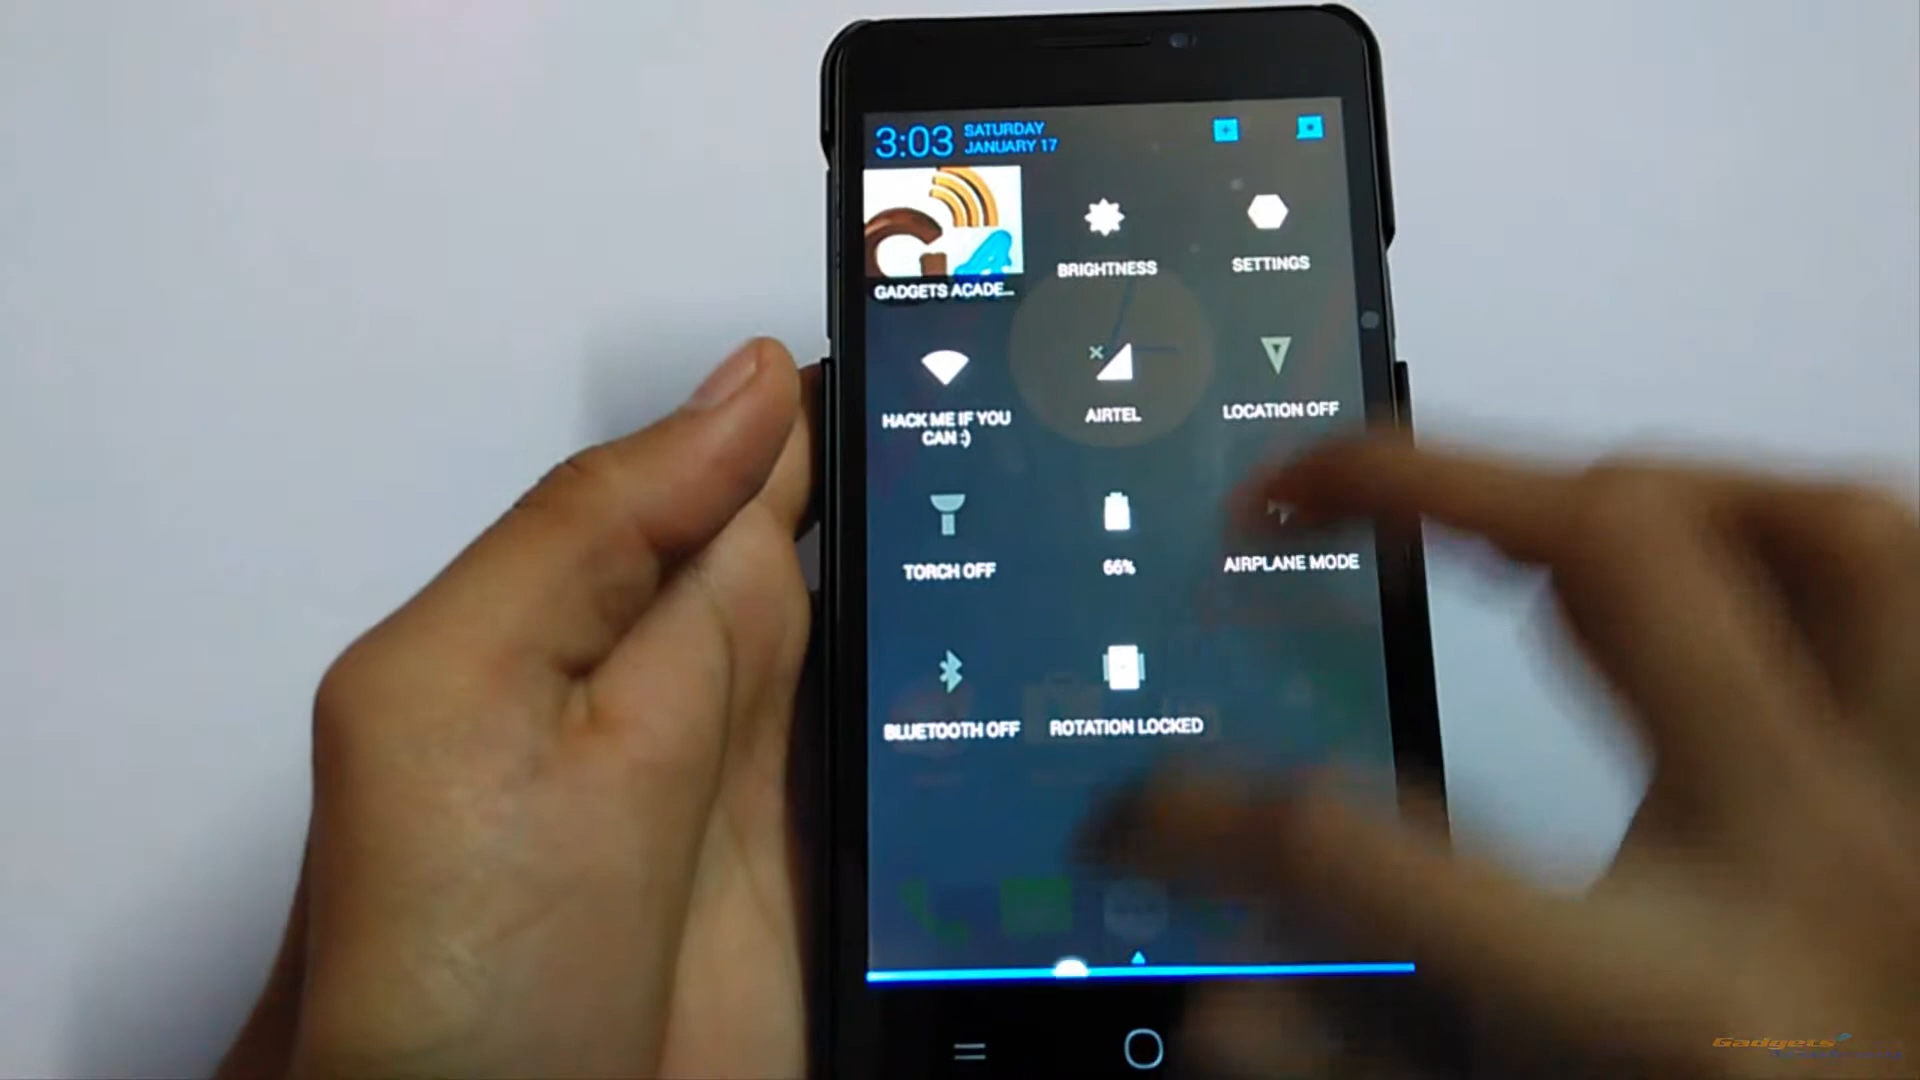 3:03 SATURDAY
JANUARY 17
GADGETS ACADE...
BRIGHTNESS
SETTINGS
HACK ME IF YOU
CAN :)
AIRTEL
LOCATION OFF
TORCH OFF
66%
AIRPLANE MODE
BLUETOOTH OFF
ROTATION LOCKED
Gadgets